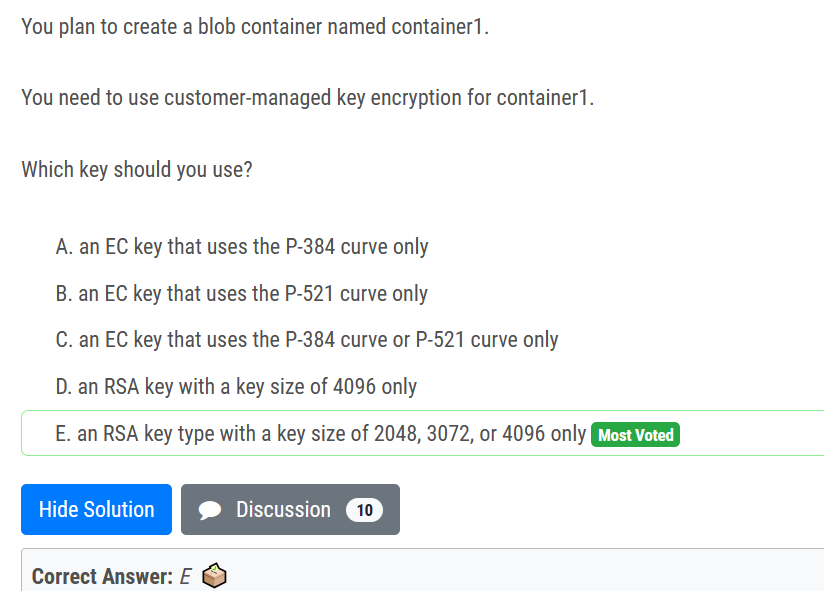 You plan to create a blob container named container1.
You need to use customer-managed key encryption for container1.
Which key should you use?
A. an EC key that uses the P-384 curve only
B. an EC key that uses the P-521 curve only
C. an EC key that uses the P-384 curve or P-521 curve only
D. an RSA key with a key size of 4096 only
E. an RSA key type with a key size of 2048, 3072, or 4096 only Most Voted
Hide Solution Discussion 10
Correct Answer: E